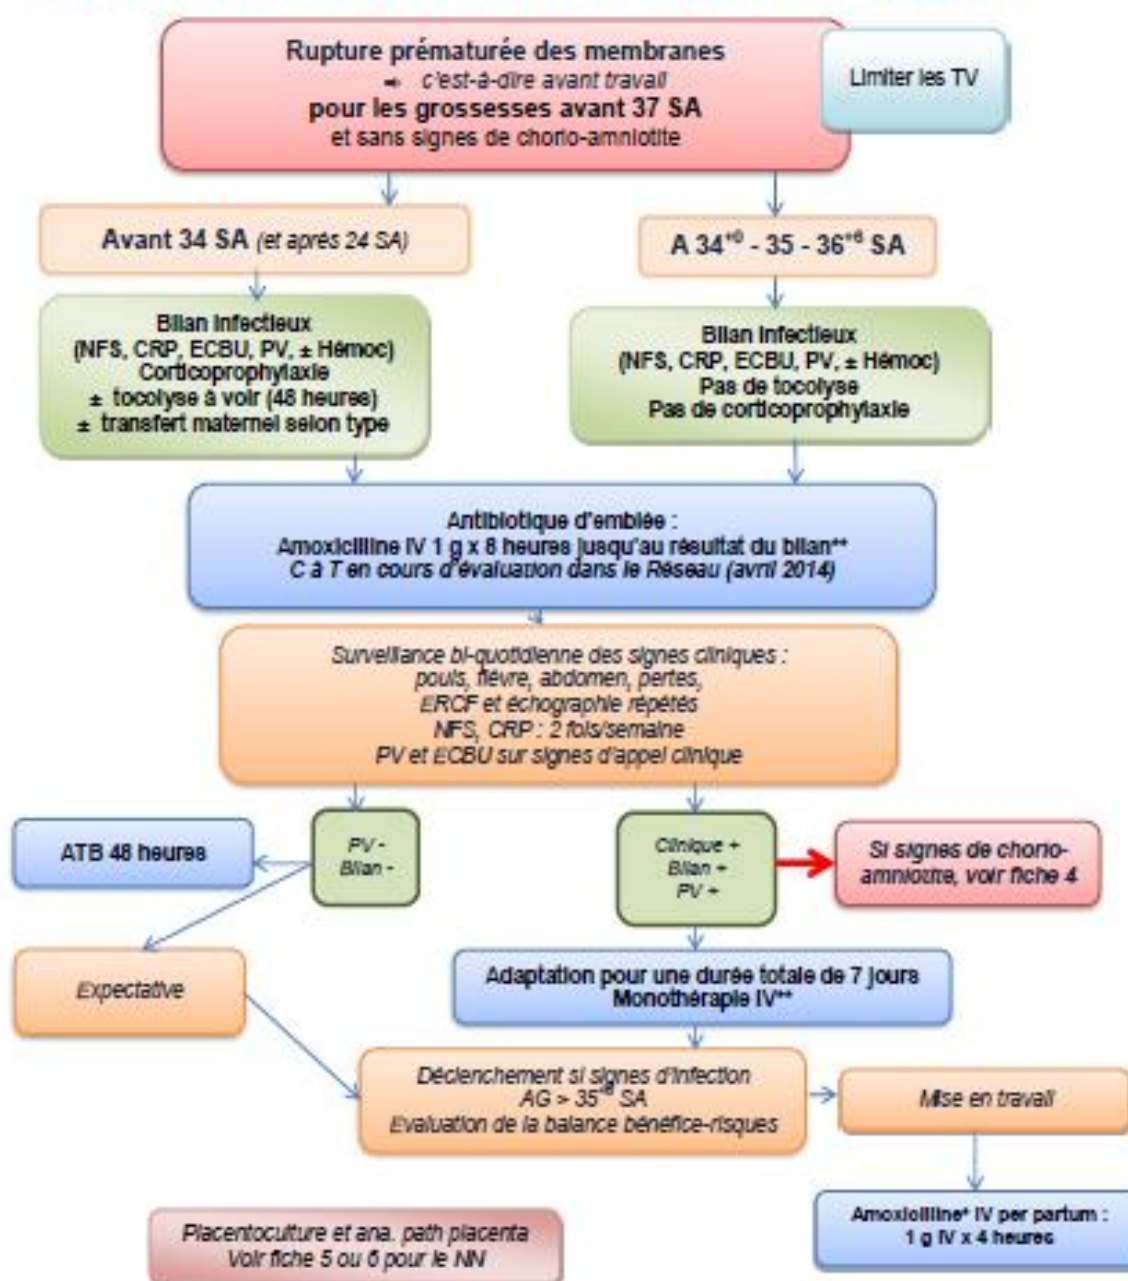 Rupture prématurée des membranes
➨ c'est-à-dire avant travail
pour les grossesses avant 37 SA
et sans signes de chorio-amniotite
Limiter les TV
Avant 34 SA (et après 24 SA)
A 34+0 - 35 - 36+6 SA
Bilan infectieux
(NFS, CRP, ECBU, PV, ± Hémoc)
Corticoprophylaxie
± tocolyse à voir (48 heures)
± transfert maternel selon type
Bilan infectieux
(NFS, CRP, ECBU, PV, ± Hémoc)
Pas de tocolyse
Pas de corticoprophylaxie
Antibiotique d'emblée :
Amoxicilline IV 1 g x 8 heures jusqu'au résultat du bilan**
C à T en cours d'évaluation dans le Réseau (avril 2014)
Surveillance bi-quotidienne des signes cliniques :
pouls, fièvre, abdomen, pertes,
ERCF et échographie répétés
NFS, CRP : 2 fois/semaine
PV et ECBU sur signes d'appel clinique
ATB 48 heures
PV -
Bilan -
Clinique +
Bilan +
PV +
Si signes de chorio-
amniotite, voir fiche 4
Expectative
Adaptation pour une durée totale de 7 jours
Monothérapie IV**
Déclenchement si signes d'infection
AG > 35 SA
Evaluation de la balance bénéfice-risques
Mise en travail
Amoxicilline* IV per partum :
1 g IV x 4 heures
Placentoculture et ana. path placenta
Voir fiche 5 ou 6 pour le NN